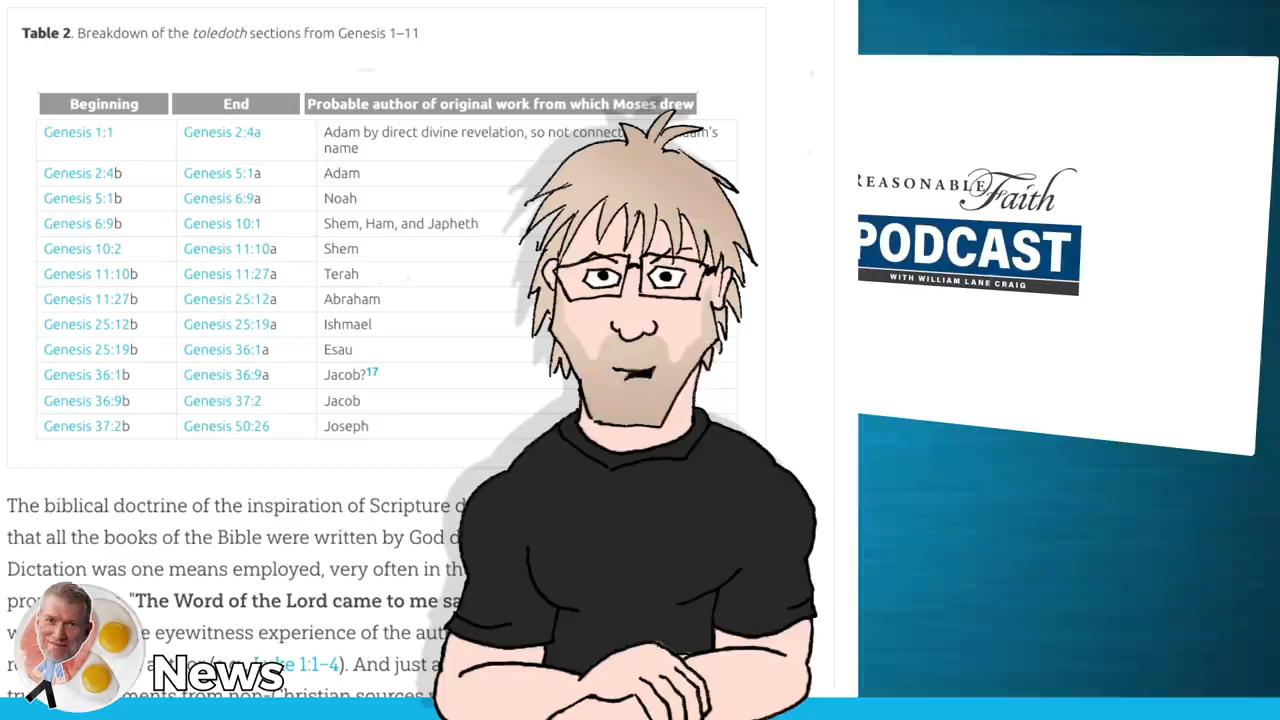 Table 2. Breakdown of the toledoth sections from Genesis 1–11
Beginning End Probable author of original work from which Moses drew
Genesis 1:1 Genesis 2:4a Adam by direct divine revelation, so not connect
name
Genesis 2:4b Genesis 5:1a Adam
Genesis 5:1b Genesis 6:9a Noah
Genesis 6:9b Genesis 10:1 Shem, Ham, and Japheth
Genesis 10:2 Genesis 11:10a Shem
Genesis 11:10b Genesis 11:27a Terah
Genesis 11:27b Genesis 25:12a Abraham
Genesis 25:12b Genesis 25:19a Ishmael
Genesis 25:19b Genesis 36:1a Esau
Genesis 36:1b Genesis 36:9a Jacob?17
Genesis 36:9b Genesis 37:2 Jacob
Genesis 37:2b Genesis 50:26 Joseph
The biblical doctrine of the inspiration of Scripture
that all the books of the Bible were written by God
Dictation was one means employed, very often in the
"The Word of the Lord came to me
eyewitness experience of the
Luke 1:1–4). And just
from non-Christian sources
News
REASONABLE
Faith
PODCAST
WITH WILLIAM LANE CRAIG